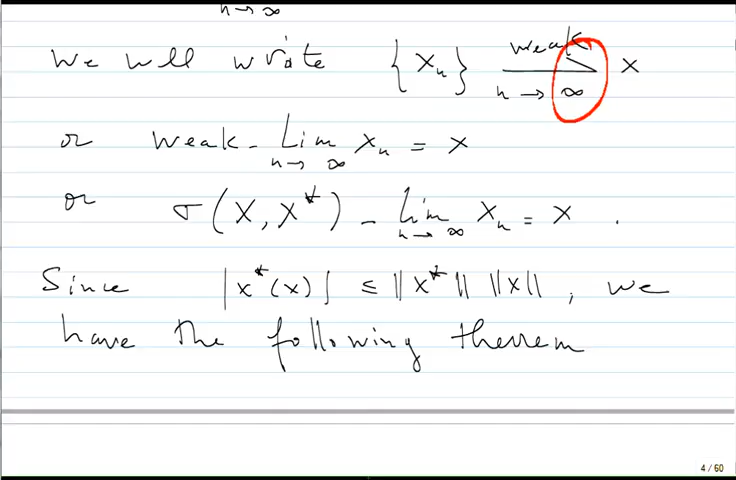 n → ∞
We will write {xₙ} weak n → ∞ x
or weak - Lim n → ∞ xₙ = x
or σ(X, X*) - lim n → ∞ xₙ = x .
Since |x*(x)| ≤ ||x*|| ||x||, we
have the following therrem
4 / 60